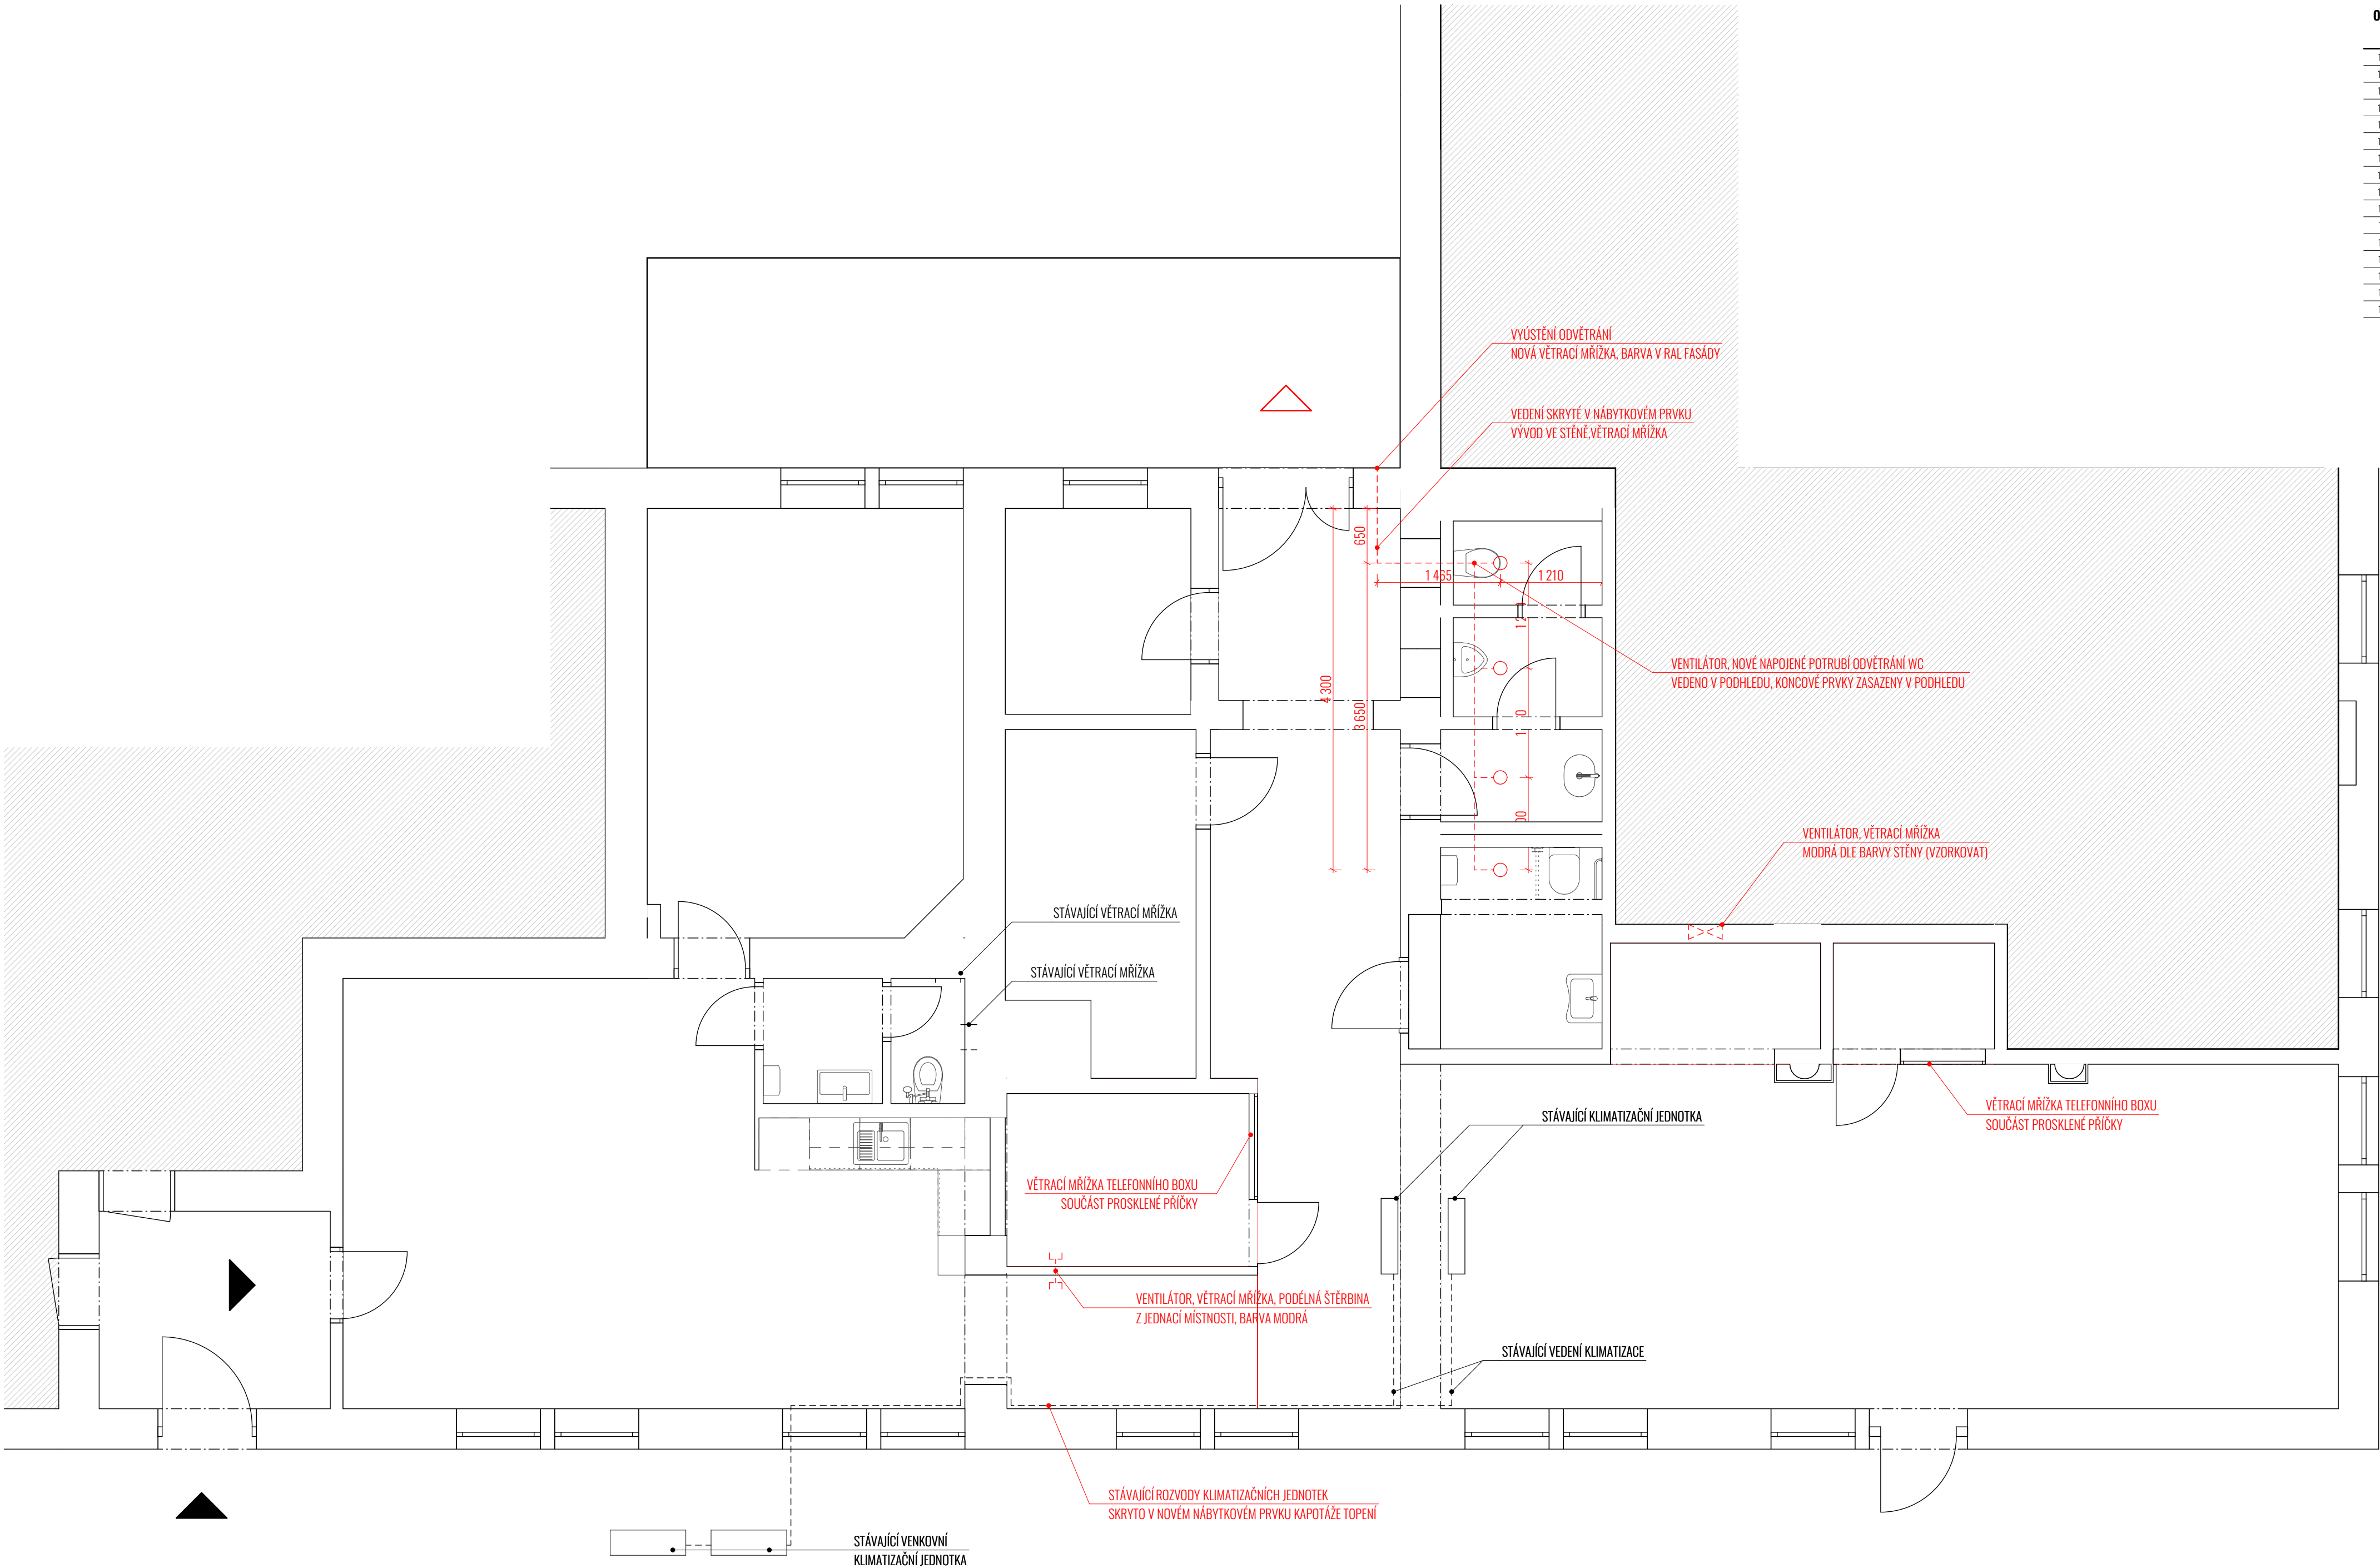 VYÚSTĚNÍ ODVĚTRÁNÍ
NOVÁ VĚTRACÍ MŘÍŽKA, BARVA V RAL FASÁDY
VEDENÍ SKRYTÉ V NÁBYTKOVÉM PRVKU
VÝVOD VE STĚNĚ,VĚTRACÍ MŘÍŽKA
650
1 465
1 210
4 300
3 650
VENTILÁTOR, NOVÉ NAPOJENÉ POTRUBÍ ODVĚTRÁNÍ WC
VEDENO V PODHLEDU, KONCOVÉ PRVKY ZASAZENY V PODHLEDU
VENTILÁTOR, VĚTRACÍ MŘÍŽKA
MODRÁ DLE BARVY STĚNY (VZORKOVAT)
STÁVAJÍCÍ VĚTRACÍ MŘÍŽKA
STÁVAJÍCÍ VĚTRACÍ MŘÍŽKA
STÁVAJÍCÍ KLIMATIZAČNÍ JEDNOTKA
VĚTRACÍ MŘÍŽKA TELEFONNÍHO BOXU
SOUČÁST PROSKLENÉ PŘÍČKY
VĚTRACÍ MŘÍŽKA TELEFONNÍHO BOXU
SOUČÁST PROSKLENÉ PŘÍČKY
VENTILÁTOR, VĚTRACÍ MŘÍŽKA, PODÉLNÁ ŠTĚRBINA
Z JEDNACÍ MÍSTNOSTI, BARVA MODRÁ
STÁVAJÍCÍ VEDENÍ KLIMATIZACE
STÁVAJÍCÍ ROZVODY KLIMATIZAČNÍCH JEDNOTEK
SKRYTO V NOVÉM NÁBYTKOVÉM PRVKU KAPOTÁŽE TOPENÍ
STÁVAJÍCÍ VENKOVNÍ
KLIMATIZAČNÍ JEDNOTKA